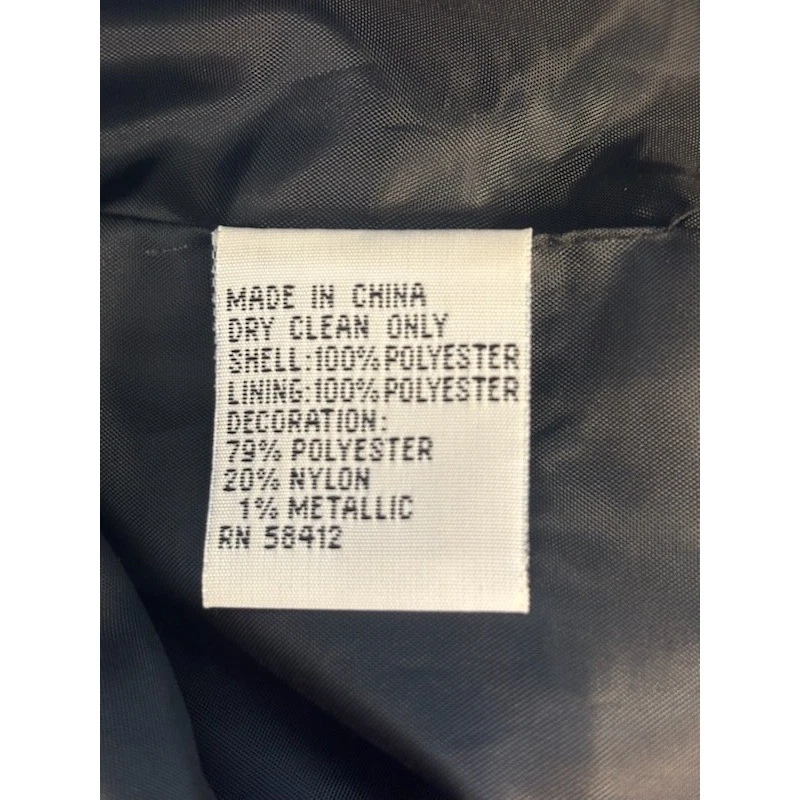 MADE IN CHINA
DRY CLEAN ONLY
SHELL:100% POLYESTER
LINING:100% POLYESTER
DECORATION:
79% POLYESTER
20% NYLON
1% METALLIC
RN 58412